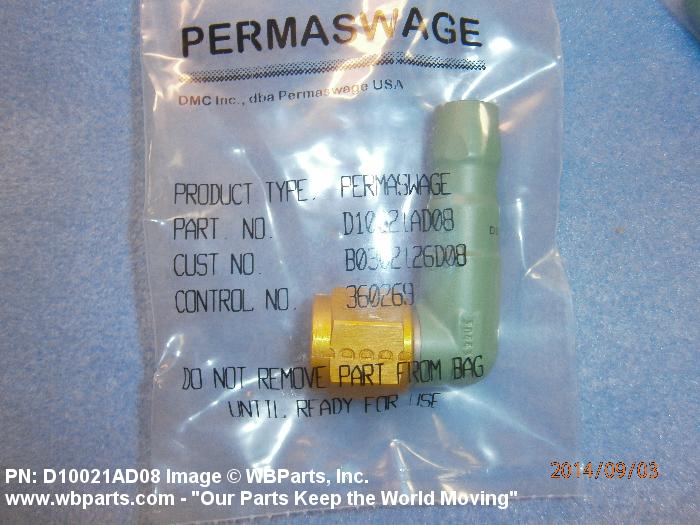 PERMASWAGE
DMC Inc., dba Permaswage USA
PRODUCT TYPE. PERMASWAGE
PART. NO. D10021AD08
CUST NO.
CONTROL NO. 360269
DO NOT REMOVE PART FROM BAG
UNTIL READY FOR USE
PN: D10021AD08 Image © WBParts, Inc.
www.wbparts.com - "Our Parts Keep the World Moving"
2014/09/03